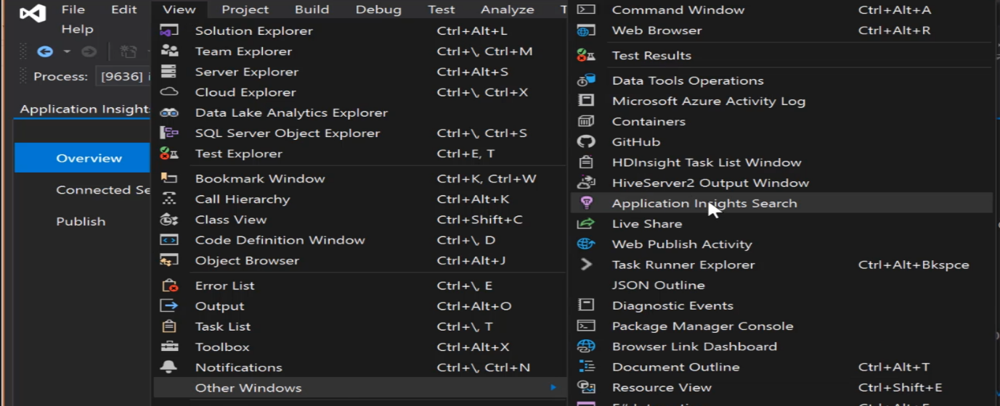 File Edit View Project Build Debug Test Analyze
Help
Process: [9636]
Application Insights
Overview
Connected Se
Publish
Solution Explorer Ctrl+Alt+L
Team Explorer Ctrl+\, Ctrl+M
Server Explorer Ctrl+Alt+S
Cloud Explorer Ctrl+\, Ctrl+X
Data Lake Analytics Explorer
SQL Server Object Explorer Ctrl+\, Ctrl+S
Test Explorer Ctrl+E, T
Bookmark Window Ctrl+K, Ctrl+W
Call Hierarchy Ctrl+Alt+K
Class View Ctrl+Shift+C
Code Definition Window Ctrl+\, D
Object Browser Ctrl+Alt+J
Error List Ctrl+\, E
Output Ctrl+Alt+O
Task List Ctrl+\, T
Toolbox Ctrl+Alt+X
Notifications Ctrl+\, Ctrl+N
Other Windows
Command Window Ctrl+Alt+A
Web Browser Ctrl+Alt+R
Test Results
Data Tools Operations
Microsoft Azure Activity Log
Containers
GitHub
HDInsight Task List Window
HiveServer2 Output Window
Application Insights Search
Live Share
Web Publish Activity
Task Runner Explorer Ctrl+Alt+Bkspce
JSON Outline
Diagnostic Events
Package Manager Console
Browser Link Dashboard
Document Outline Ctrl+Alt+T
Resource View Ctrl+Shift+E